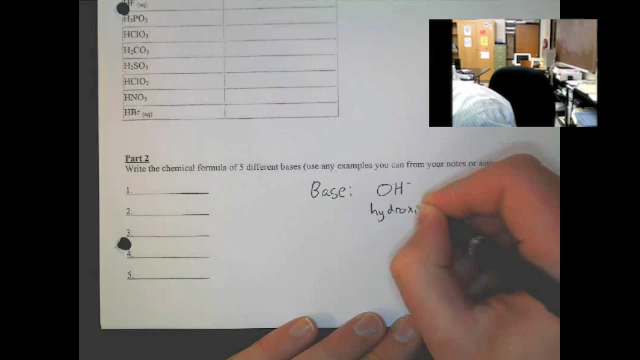 HF (aq)
H₃PO₃
HClO₃
H₂CO₃
H₂SO₃
HClO₂
HNO₃
HBr (aq)
Part 2
Write the chemical formula of 5 different bases (use any examples you can from your notes or
1.
2.
3.
4.
5.
Base: OH⁻
hydroxi